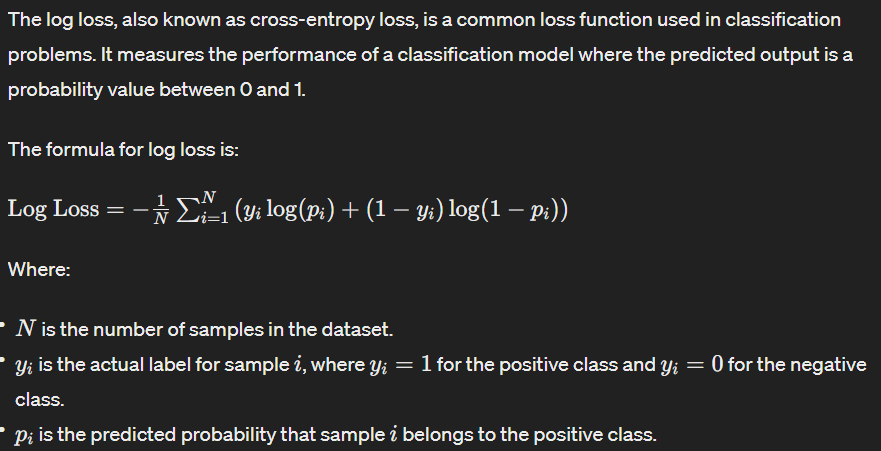 The log loss, also known as cross-entropy loss, is a common loss function used in classification
problems. It measures the performance of a classification model where the predicted output is a
probability value between 0 and 1.
The formula for log loss is:
Log Loss = −\frac{1}{N} ∑_{i=1}^{N} (y_i log(p_i) + (1 − y_i) log(1 − p_i))
Where:
• N is the number of samples in the dataset.
• y_i is the actual label for sample i, where y_i = 1 for the positive class and y_i = 0 for the negative
class.
• p_i is the predicted probability that sample i belongs to the positive class.